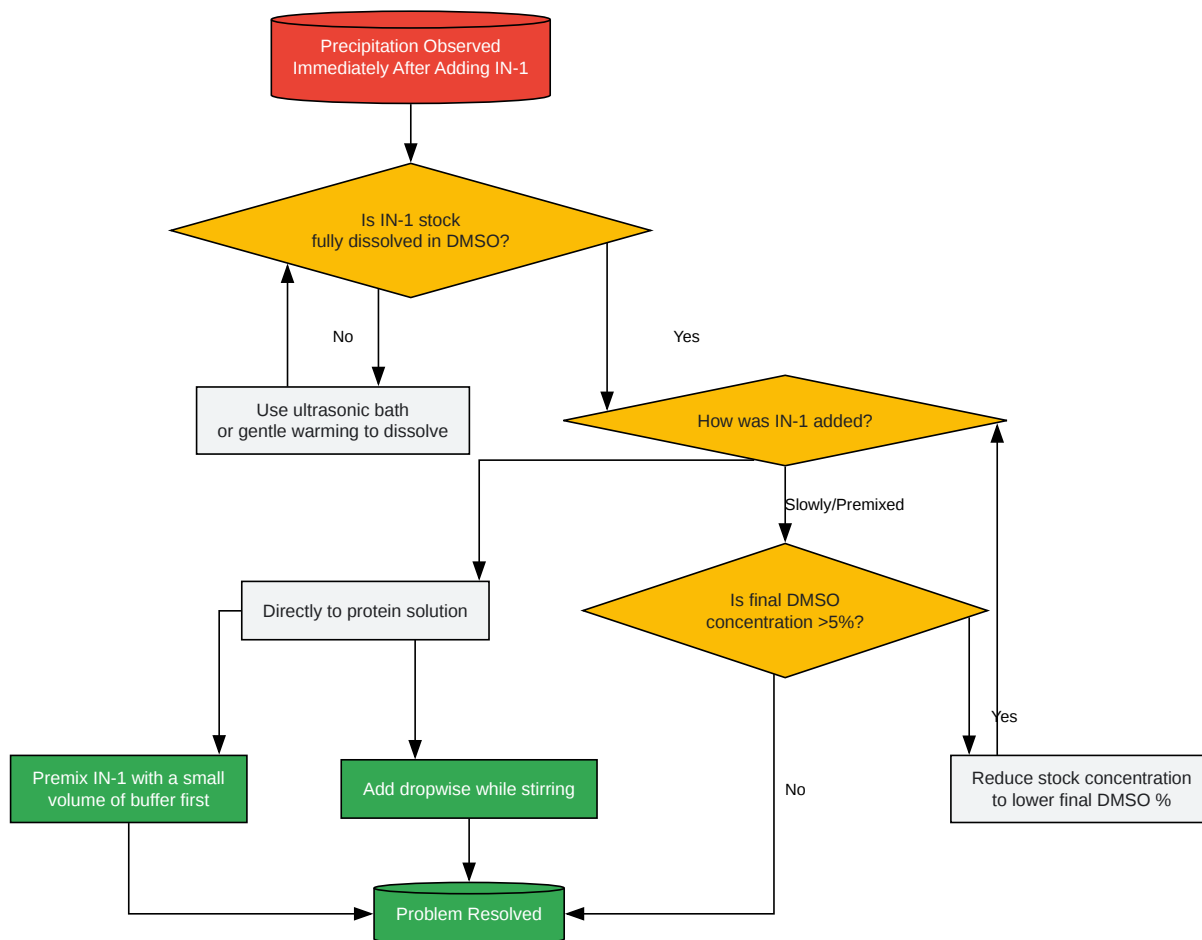 Precipitation Observed
Immediately After Adding IN-1
Is IN-1 stock
fully dissolved in DMSO?
No
Yes
Use ultrasonic bath
or gentle warming to dissolve
How was IN-1 added?
Slowly/Premixed
Directly to protein solution
Is final DMSO
concentration >5%?
Yes
Premix IN-1 with a small
volume of buffer first
Add dropwise while stirring
No
Reduce stock concentration
to lower final DMSO %
Problem Resolved